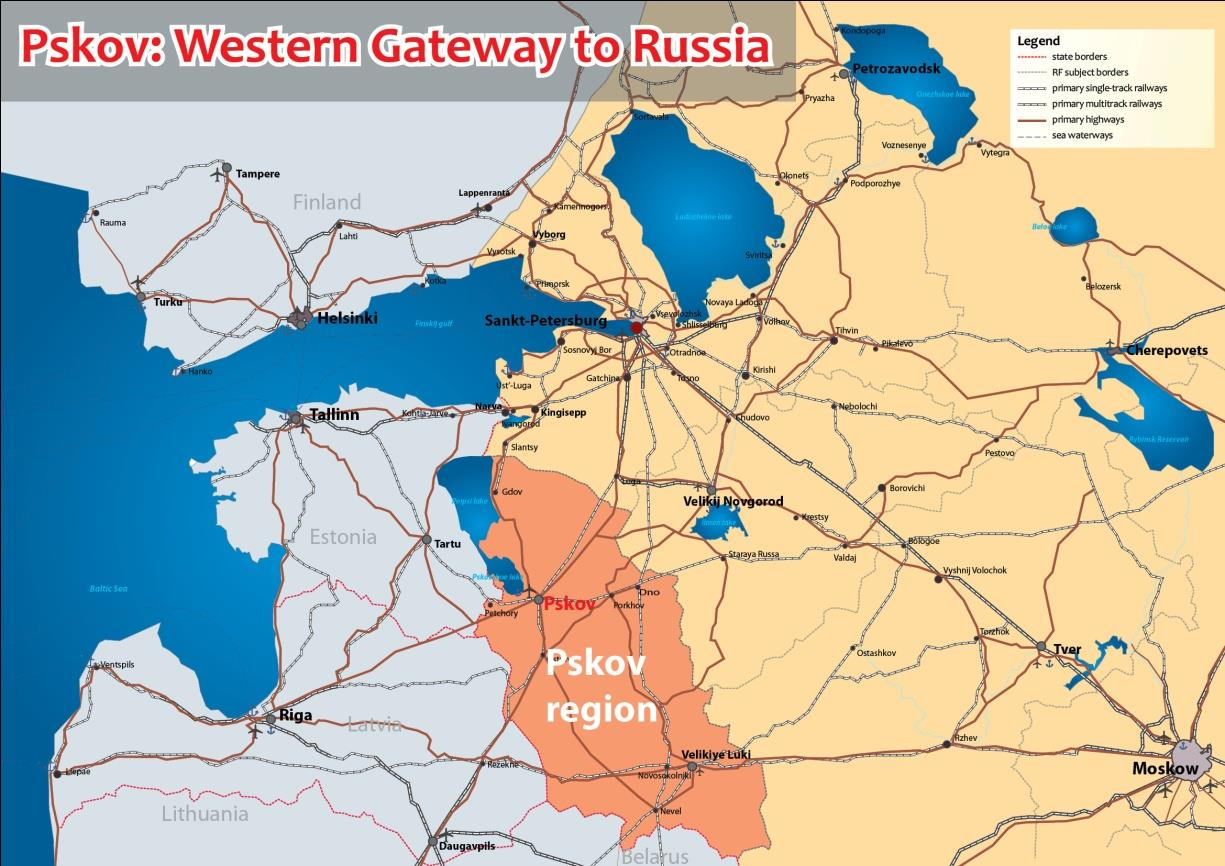 Pskov: Western Gateway to Russia
Legend
state borders
RF subject borders
primary single-track railways
primary multitrack railways
primary highways
sea waterways
Kondopoga
Petrozavodsk
Onezhskoe lake
Pryazha
Sortavala
Voznesenye
Vytegra
Tampere
Olonets
Podporozhye
Lappenranta
Finland
Kamennogors
Ladozhskoe lake
Rauma
Beloe lake
Lahti
Vyborg
Vysotsk
Sviritsa
Kotka
Primorsk
Belozersk
Turku
Novaya Ladoga
Helsinki
Finskij gulf
Sankt-Petersburg
Vsevolozhsk
Shlisselburg
Volhov
Tihvin
Pikalevo
Sosnovyj Bor
Otradnoe
Cherepovets
Hanko
Ust'-Luga
Gatchina
Tosno
Kirishi
Tallinn
Kohtla-Jarve
Narva
Kingisepp
Ivangorod
Chudovo
Nebolochi
Rybinsk Reservoir
Slantsy
Pestovo
Peipsi lake
Gdov
Luga
Velikij Novgorod
Borovichi
Ilmen lake
Krestsy
Estonia
Tartu
Bologoe
Staraya Russa
Valdaj
Vyshnij Volochok
Baltic Sea
Dno
Pskov
Porkhov
Petchory
Torzhok
Tver
Ostashkov
Pskov
region
Ventspils
Riga
Latvia
Rzhev
Velikiye Luki
Liepae
Rezekne
Novosokolniki
Moskow
Lithuania
Nevel
Daugavpils
Belarus